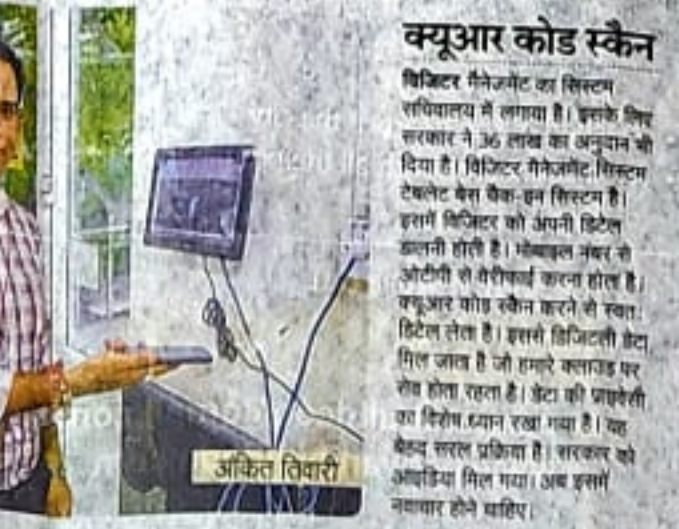 क्यूआर कोड स्कैन
विजिटर मैनेजमेंट का सिस्टम
सचिवालय में लगाया है। इसके लिए
सरकार ने 36 लाख का अनुदान भी
दिया है। विजिटर मैनेजमेंट सिस्टम
टेबलेट बेस चैक-इन सिस्टम है।
इसमें विजिटर को अपनी डिटेल
डालनी होती है। मोबाइल नंबर से
ओटीपी से वेरीफाई करना होता है।
क्यूआर कोड स्कैन करने से स्वत:
डिटेल लेता है। इससे डिजिटली डेटा
मिल जाता है जो हमारे क्लाउड पर
सेव होता रहता है। डेटा की प्राइवेसी
का विशेष ध्यान रखा गया है। यह
बेहद सरल प्रक्रिया है। सरकार को
आइडिया मिल गया। अब इसमें
नवाचार होने चाहिए।
अंकित तिवारी